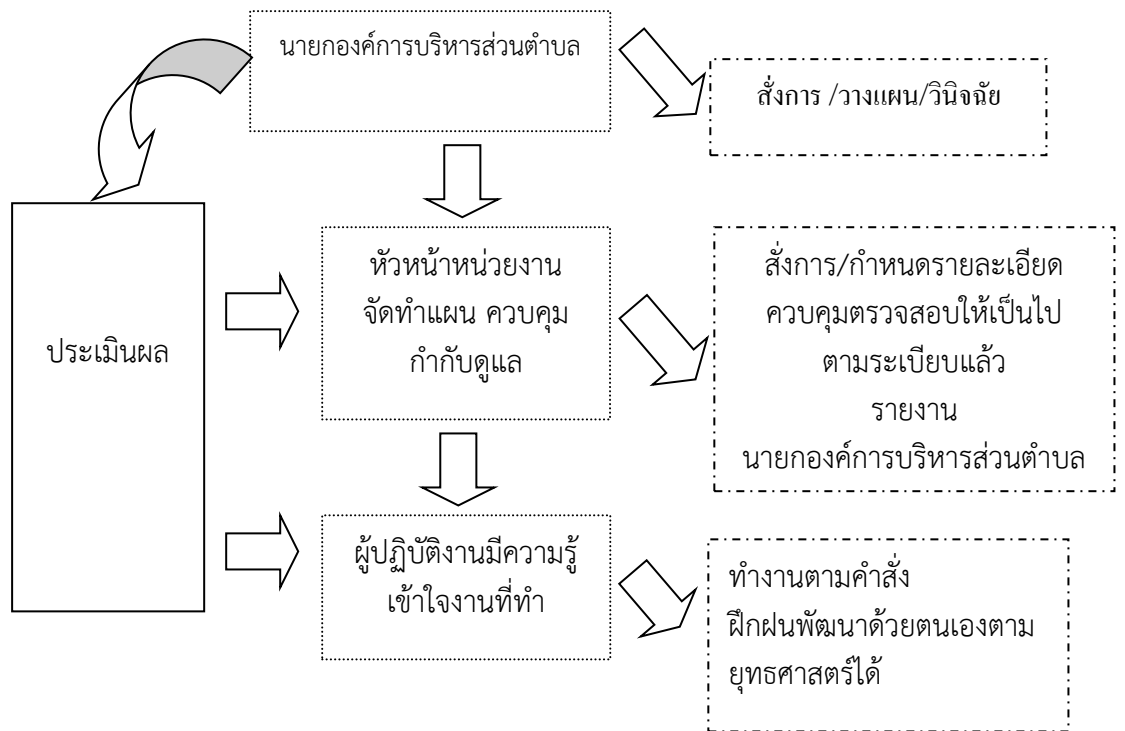 นายกองค์การบริหารส่วนตำบล
สั่งการ /วางแผน/วินิจฉัย
ประเมินผล
หัวหน้าหน่วยงาน
จัดทำแผน ควบคุม
กำกับดูแล
สั่งการ/กำหนดรายละเอียด
ควบคุมตรวจสอบให้เป็นไป
ตามระเบียบแล้ว
รายงาน
นายกองค์การบริหารส่วนตำบล
ผู้ปฏิบัติงานมีความรู้
เข้าใจงานที่ทำ
ทำงานตามคำสั่ง
ฝึกฝนพัฒนาด้วยตนเองตาม
ยุทธศาสตร์ได้